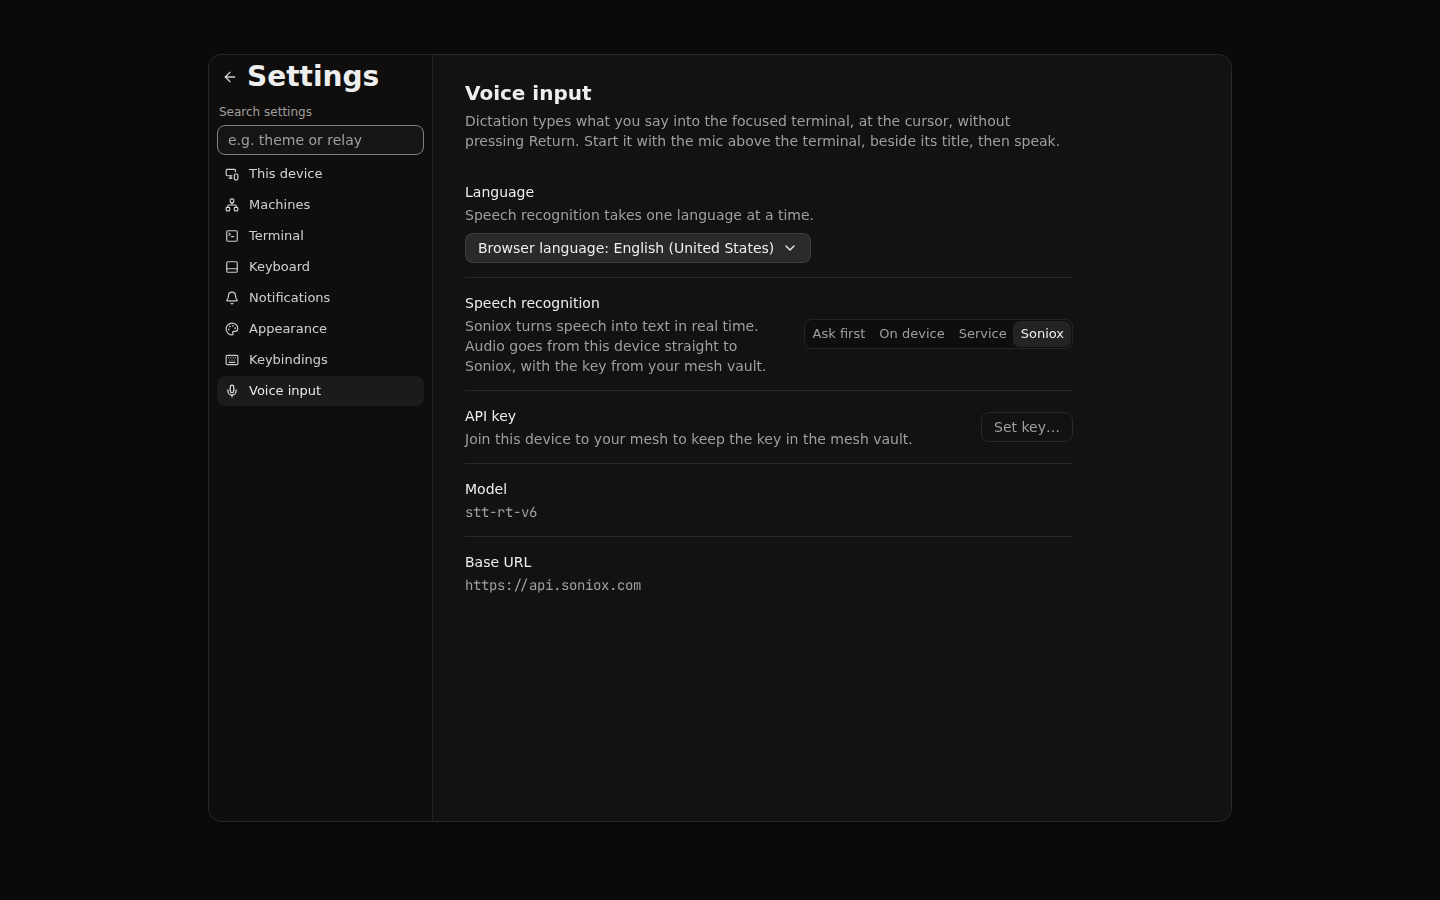 Settings
Search settings
e.g. theme or relay
This device
Machines
Terminal
Keyboard
Notifications
Appearance
Keybindings
Voice input
Voice input
Dictation types what you say into the focused terminal, at the cursor, without
pressing Return. Start it with the mic above the terminal, beside its title, then speak.
Language
Speech recognition takes one language at a time.
Browser language: English (United States)
Speech recognition
Soniox turns speech into text in real time.
Audio goes from this device straight to
Soniox, with the key from your mesh vault.
Ask first On device Service Soniox
API key
Join this device to your mesh to keep the key in the mesh vault.
Set key…
Model
stt-rt-v6
Base URL
https://api.soniox.com